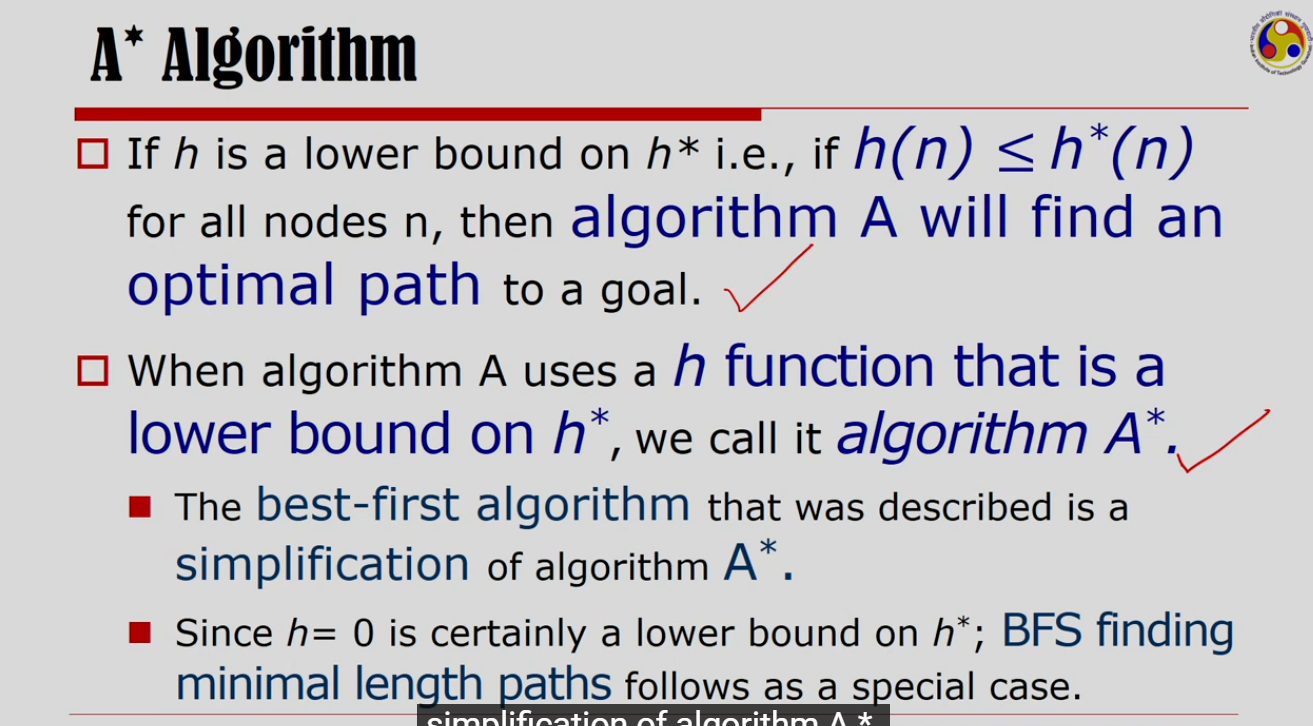 A* Algorithm
If h is a lower bound on h* i.e., if h(n) ≤ h*(n)
for all nodes n, then algorithm A will find an
optimal path to a goal.
When algorithm A uses a h function that is a
lower bound on h*, we call it algorithm A*.
The best-first algorithm that was described is a
simplification of algorithm A*.
Since h= 0 is certainly a lower bound on h*; BFS finding
minimal length paths follows as a special case.
simplification of algorithm A *